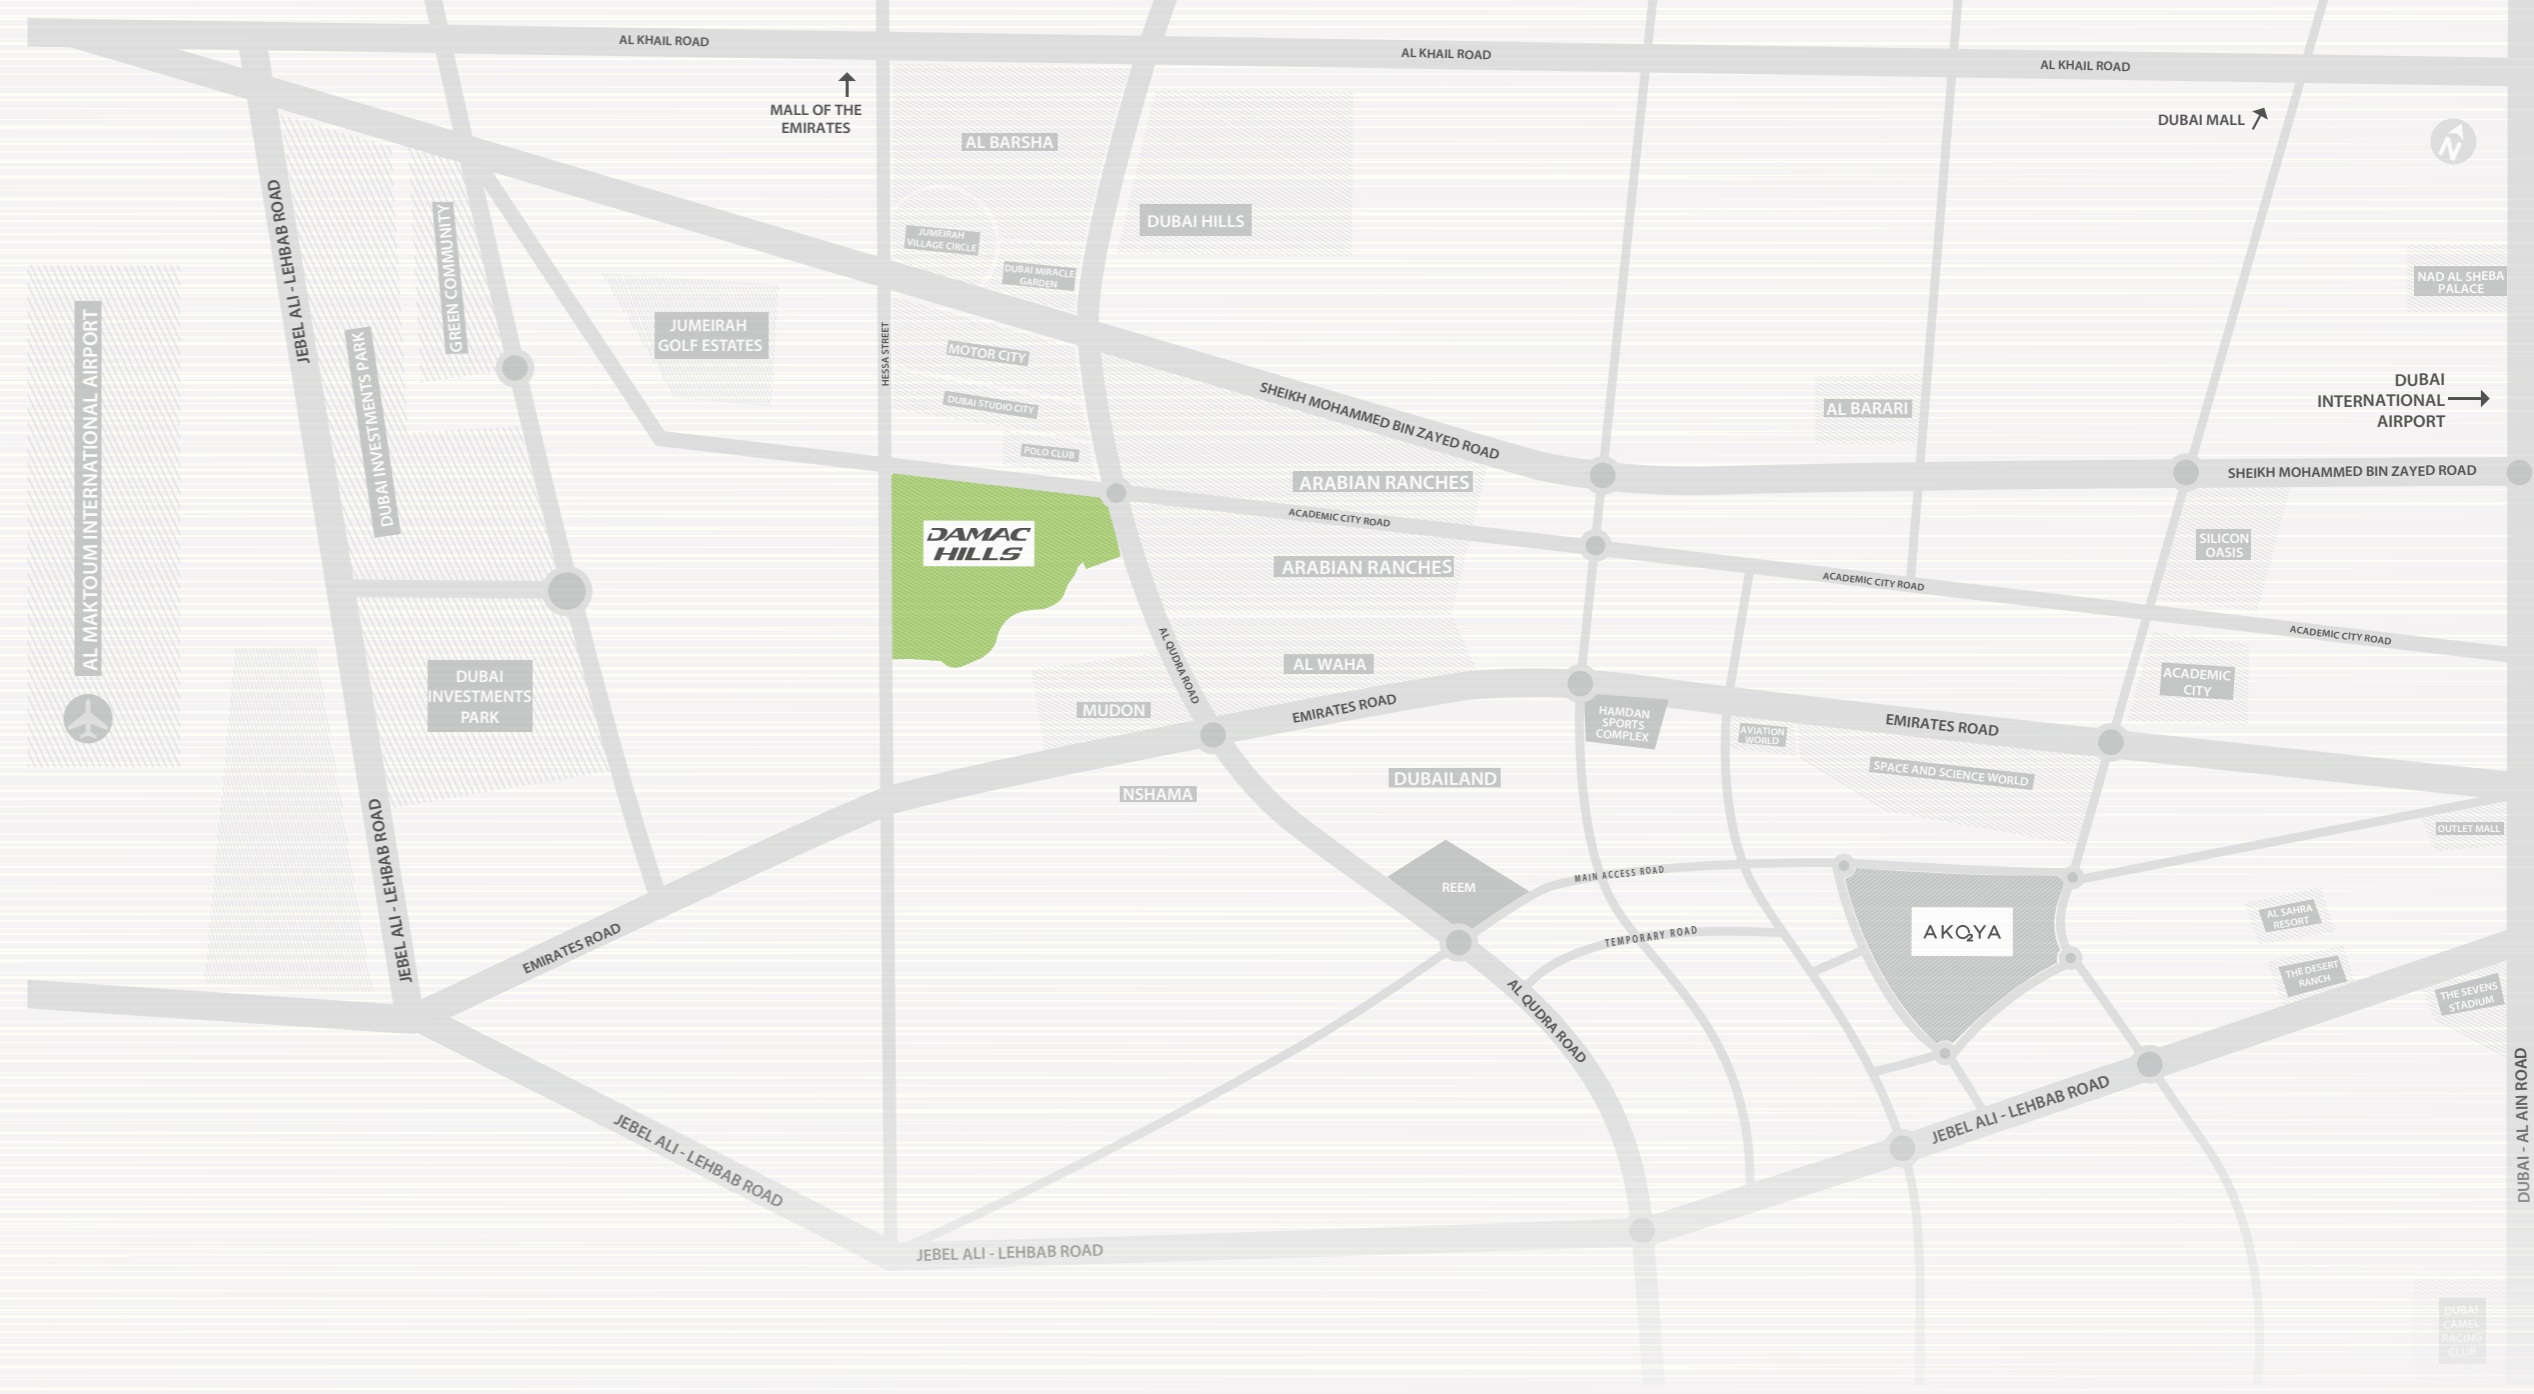 AL KHAIL ROAD
AL KHAIL ROAD
AL KHAIL ROAD
MALL OF THE
EMIRATES
DUBAI MALL
N
AL BARSHA
DUBAI HILLS
JUMEIRAH
VILLAGE CIRCLE
DUBAI MIRACLE
GARDEN
JEBEL ALI - LEHBAB ROAD
GREEN COMMUNITY
NAD AL SHEBA
PALACE
AL MAKTOUM INTERNATIONAL AIRPORT
DUBAI INVESTMENTS PARK
JUMEIRAH
GOLF ESTATES
HESSA STREET
MOTOR CITY
DUBAI STUDIO CITY
POLO CLUB
SHEIKH MOHAMMED BIN ZAYED ROAD
AL BARARI
DUBAI
INTERNATIONAL
AIRPORT
SHEIKH MOHAMMED BIN ZAYED ROAD
ARABIAN RANCHES
ACADEMIC CITY ROAD
DAMAC
HILLS
ARABIAN RANCHES
SILICON
OASIS
ACADEMIC CITY ROAD
ACADEMIC CITY ROAD
AL QUDRA ROAD
AL WAHA
ACADEMIC
CITY
DUBAI
INVESTMENTS
PARK
MUDON
EMIRATES ROAD
HAMDAN
SPORTS
COMPLEX
AVIATION
WORLD
EMIRATES ROAD
SPACE AND SCIENCE WORLD
DUBAILAND
NSHAMA
OUTLET MALL
JEBEL ALI - LEHBAB ROAD
REEM
MAIN ACCESS ROAD
TEMPORARY ROAD
AKO2YA
AL SAHRA
RESORT
THE DESERT
RANCH
THE SEVENS
STADIUM
EMIRATES ROAD
AL QUDRA ROAD
JEBEL ALI - LEHBAB ROAD
DUBAI - AL AIN ROAD
JEBEL ALI - LEHBAB ROAD
JEBEL ALI - LEHBAB ROAD
DUBAI
CAMEL
RACING
CLUB